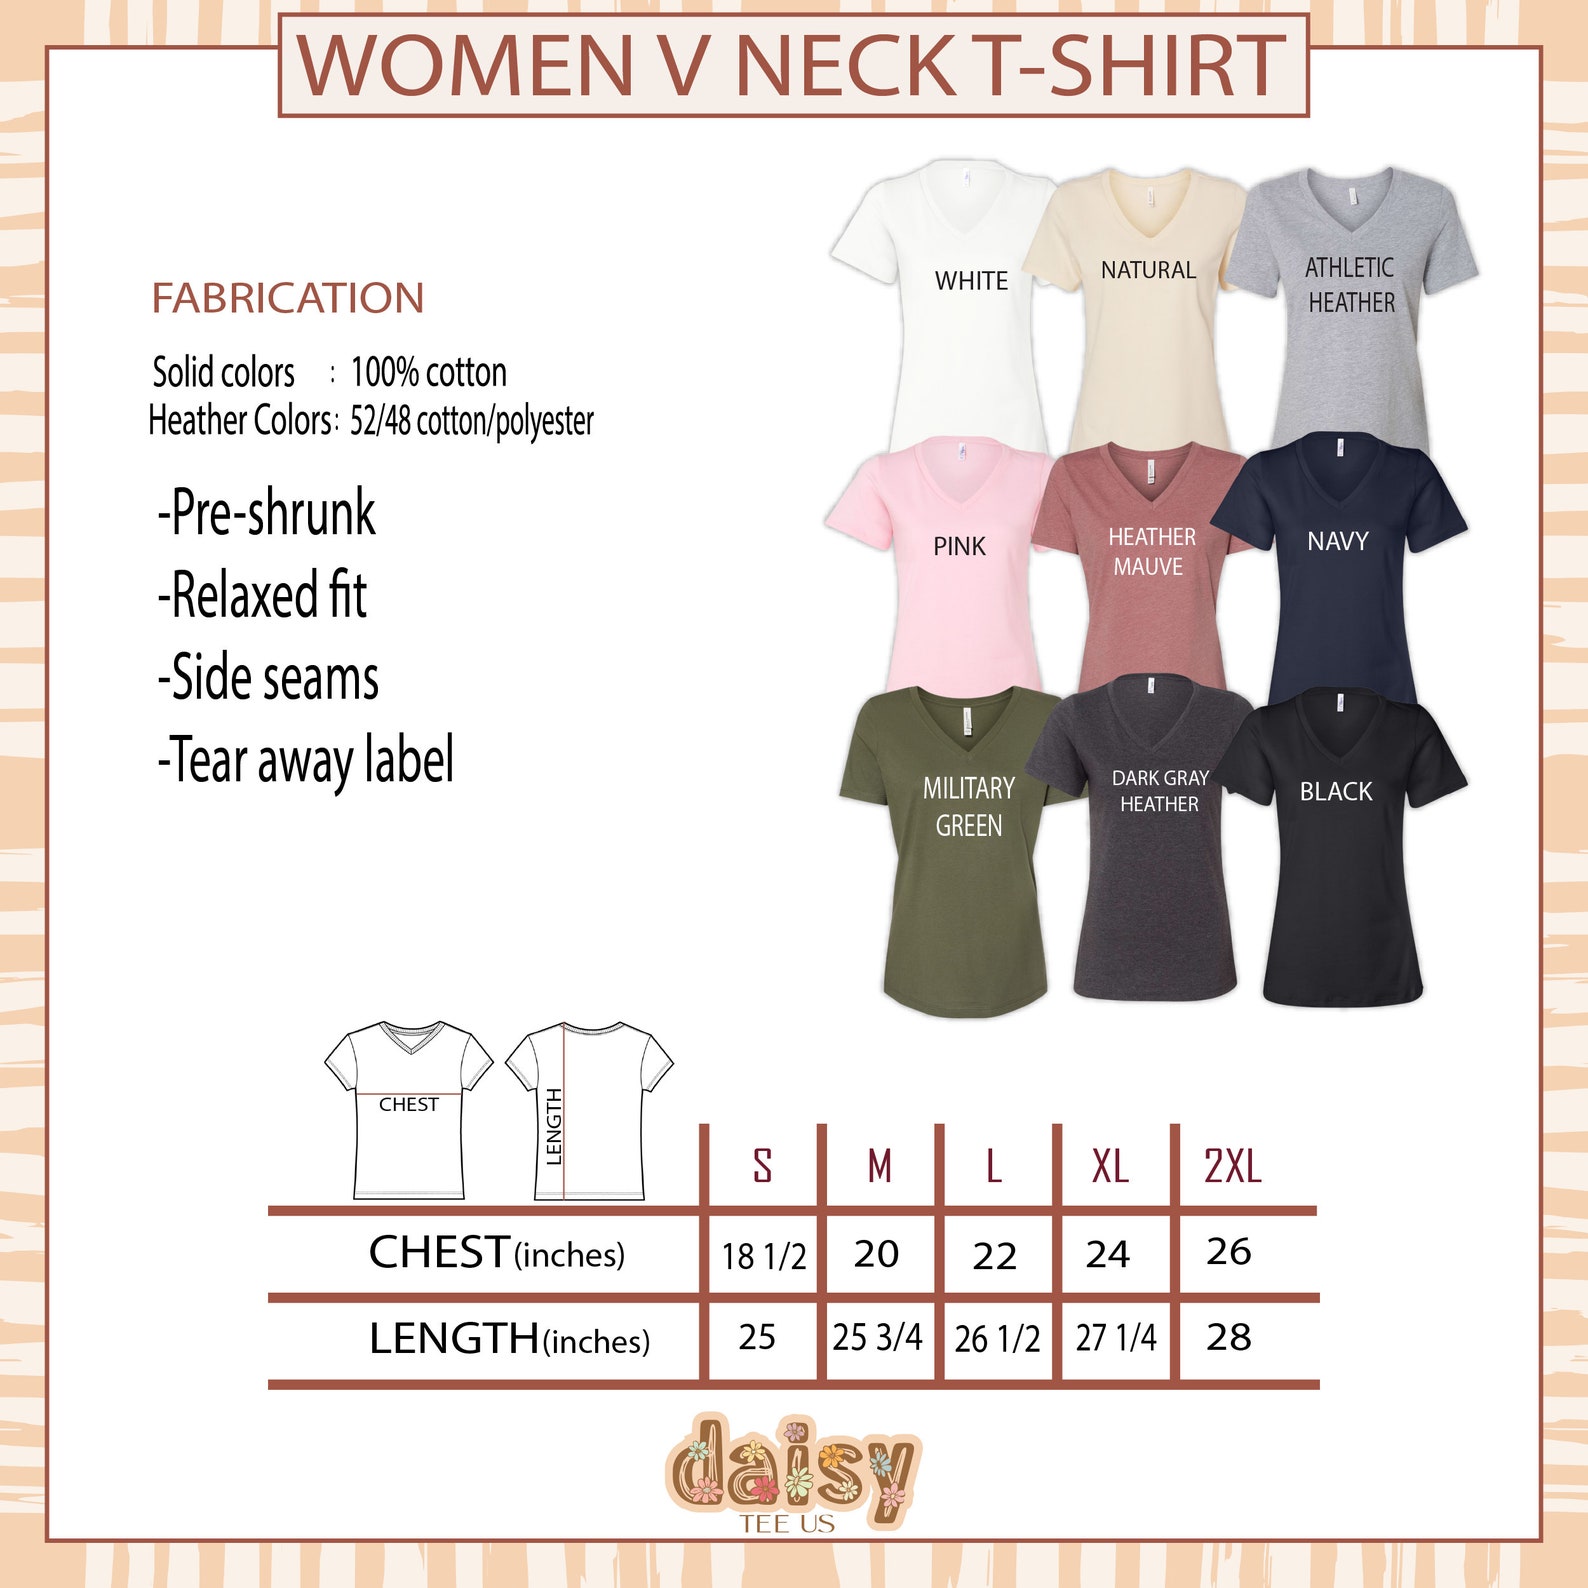 WOMEN V NECK T-SHIRT
FABRICATION
Solid colors : 100% cotton
Heather Colors: 52/48 cotton/polyester
-Pre-shrunk
-Relaxed fit
-Side seams
-Tear away label
WHITE
NATURAL
ATHLETIC
HEATHER
PINK
HEATHER
MAUVE
NAVY
MILITARY
GREEN
DARK GRAY
HEATHER
BLACK
CHEST
LENGTH
S M L XL 2XL
CHEST(inches) 18 1/2 20 22 24 26
LENGTH(inches) 25 25 3/4 26 1/2 27 1/4 28
daisy
TEE US